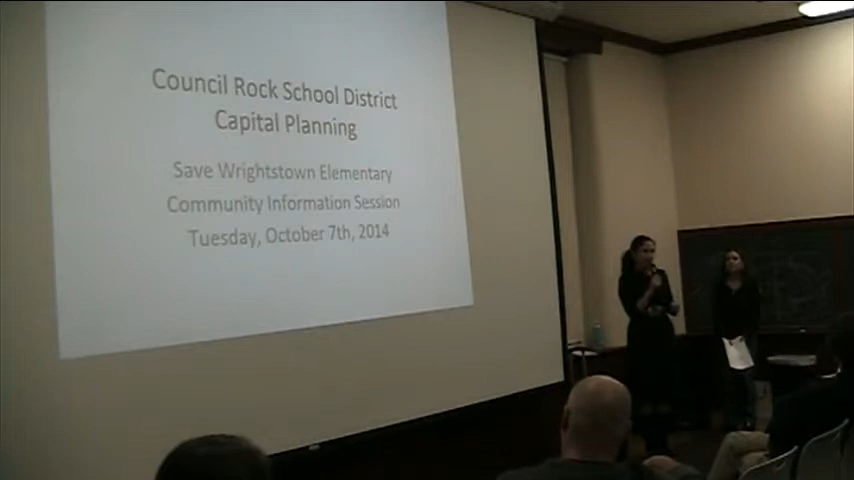 Council Rock School District
Capital Planning
Save Wrightstown Elementary
Community Information Session
Tuesday, October 7th, 2014